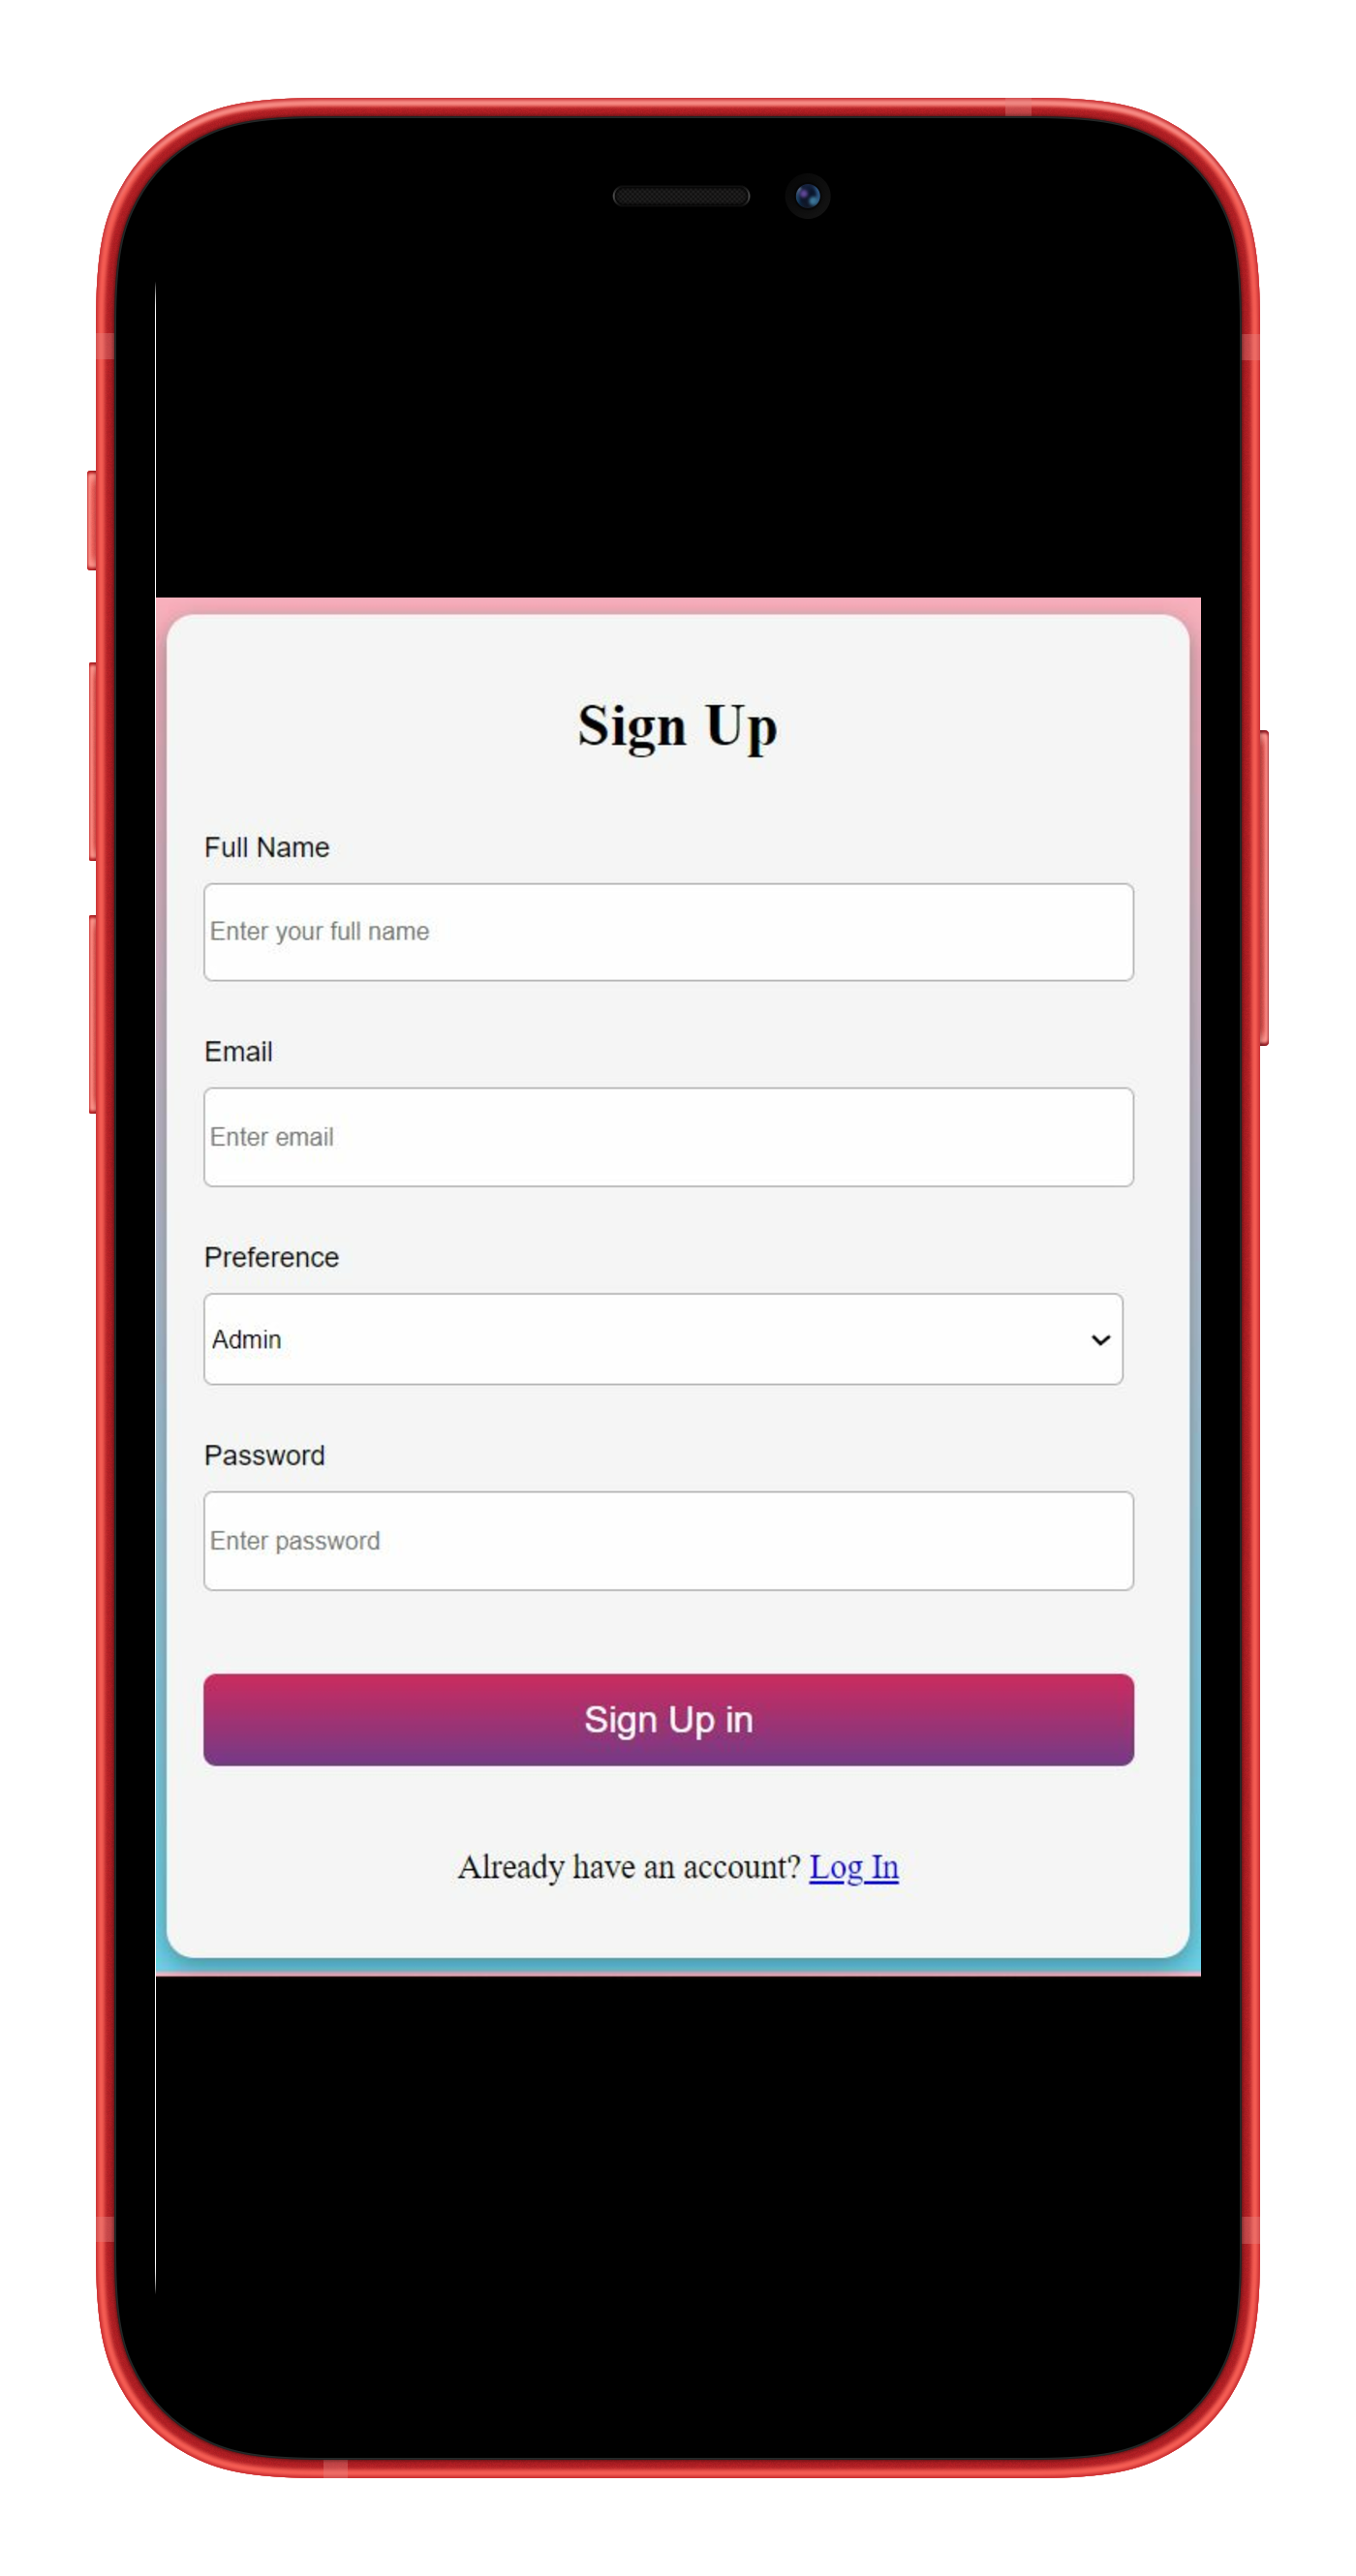 Sign Up
Full Name
Enter your full name
Email
Enter email
Preference
Admin
Password
Enter password
Sign Up in
Already have an account? Log In